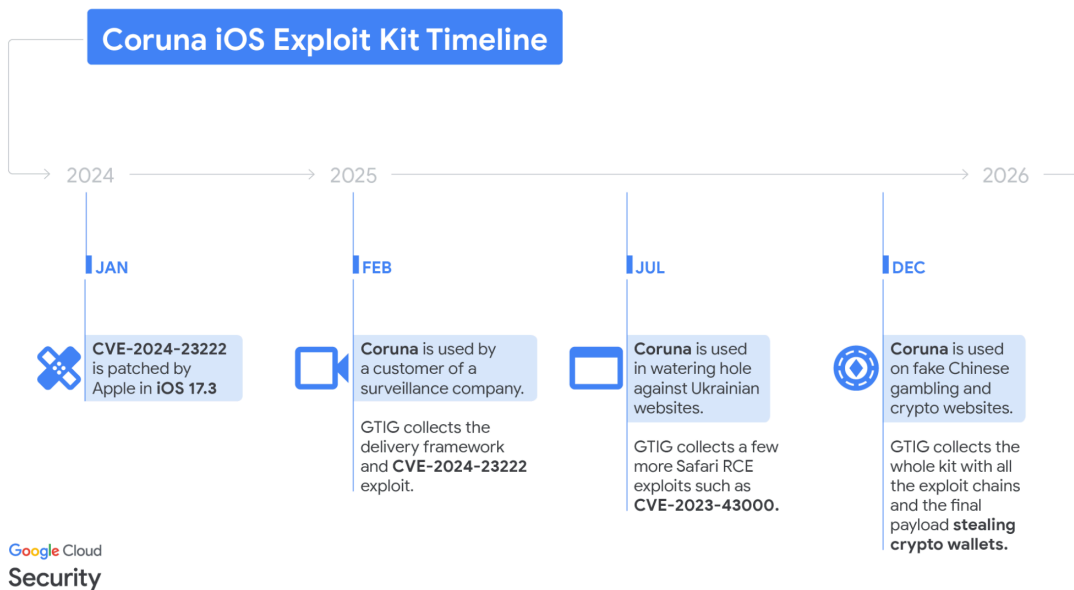 Coruna iOS Exploit Kit Timeline
2024
2025
2026
JAN
CVE-2024-23222
is patched by
Apple in iOS 17.3
FEB
Coruna is used by
a customer of a
surveillance company.
GTIG collects the
delivery framework
and CVE-2024-23222
exploit.
JUL
Coruna is used
in watering hole
against Ukrainian
websites.
GTIG collects a few
more Safari RCE
exploits such as
CVE-2023-43000.
DEC
Coruna is used
on fake Chinese
gambling and
crypto websites.
GTIG collects the
whole kit with all
the exploit chains
and the final
payload stealing
crypto wallets.
Google Cloud
Security